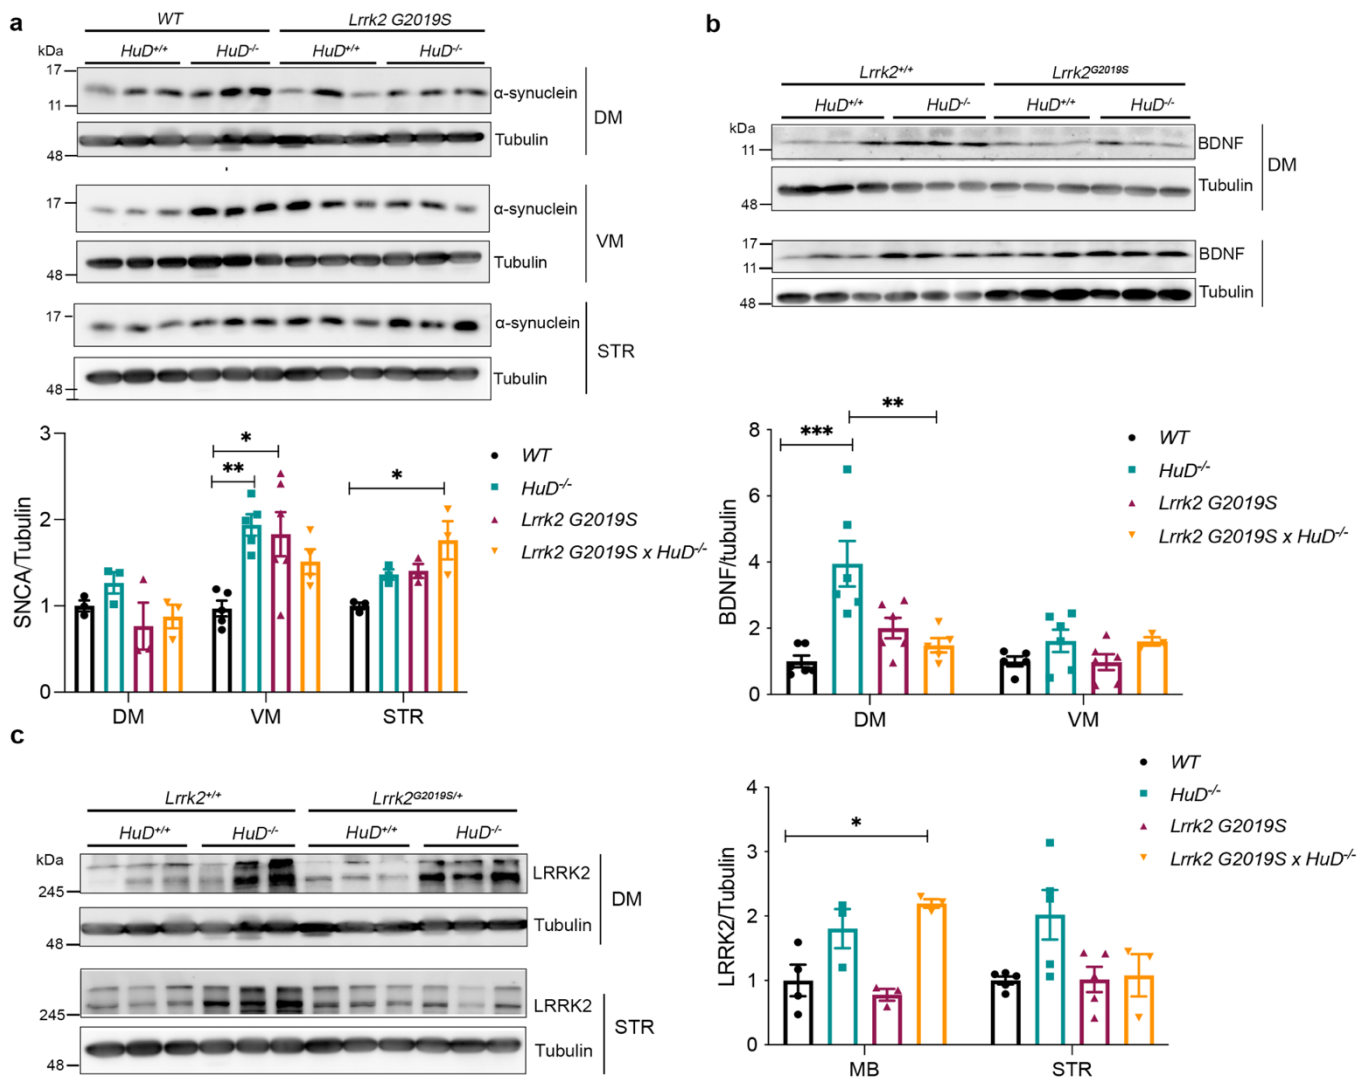 a
WT
Lrrk2 G2019S
HuD+/+
HuD-/-
HuD+/+
HuD-/-
kDa
17
11
α-synuclein
48
Tubulin
DM
17
α-synuclein
48
Tubulin
VM
17
α-synuclein
48
Tubulin
STR
SNCA/Tubulin
3
2
1
0
*
**
*
DM
VM
STR
WT
HuD-/-
Lrrk2 G2019S
Lrrk2 G2019S x HuD-/-
b
Lrrk2+/+
Lrrk2G2019S
HuD+/+
HuD-/-
HuD+/+
HuD-/-
kDa
11
BDNF
48
Tubulin
DM
17
11
BDNF
48
Tubulin
BDNF/tubulin
8
6
4
2
0
***
**
DM
VM
WT
HuD-/-
Lrrk2 G2019S
Lrrk2 G2019S x HuD-/-
c
Lrrk2+/+
Lrrk2G2019S/+
HuD+/+
HuD-/-
HuD+/+
HuD-/-
kDa
245
LRRK2
48
Tubulin
DM
245
LRRK2
48
Tubulin
STR
LRRK2/Tubulin
4
3
2
1
0
*
MB
STR
WT
HuD-/-
Lrrk2 G2019S
Lrrk2 G2019S x HuD-/-